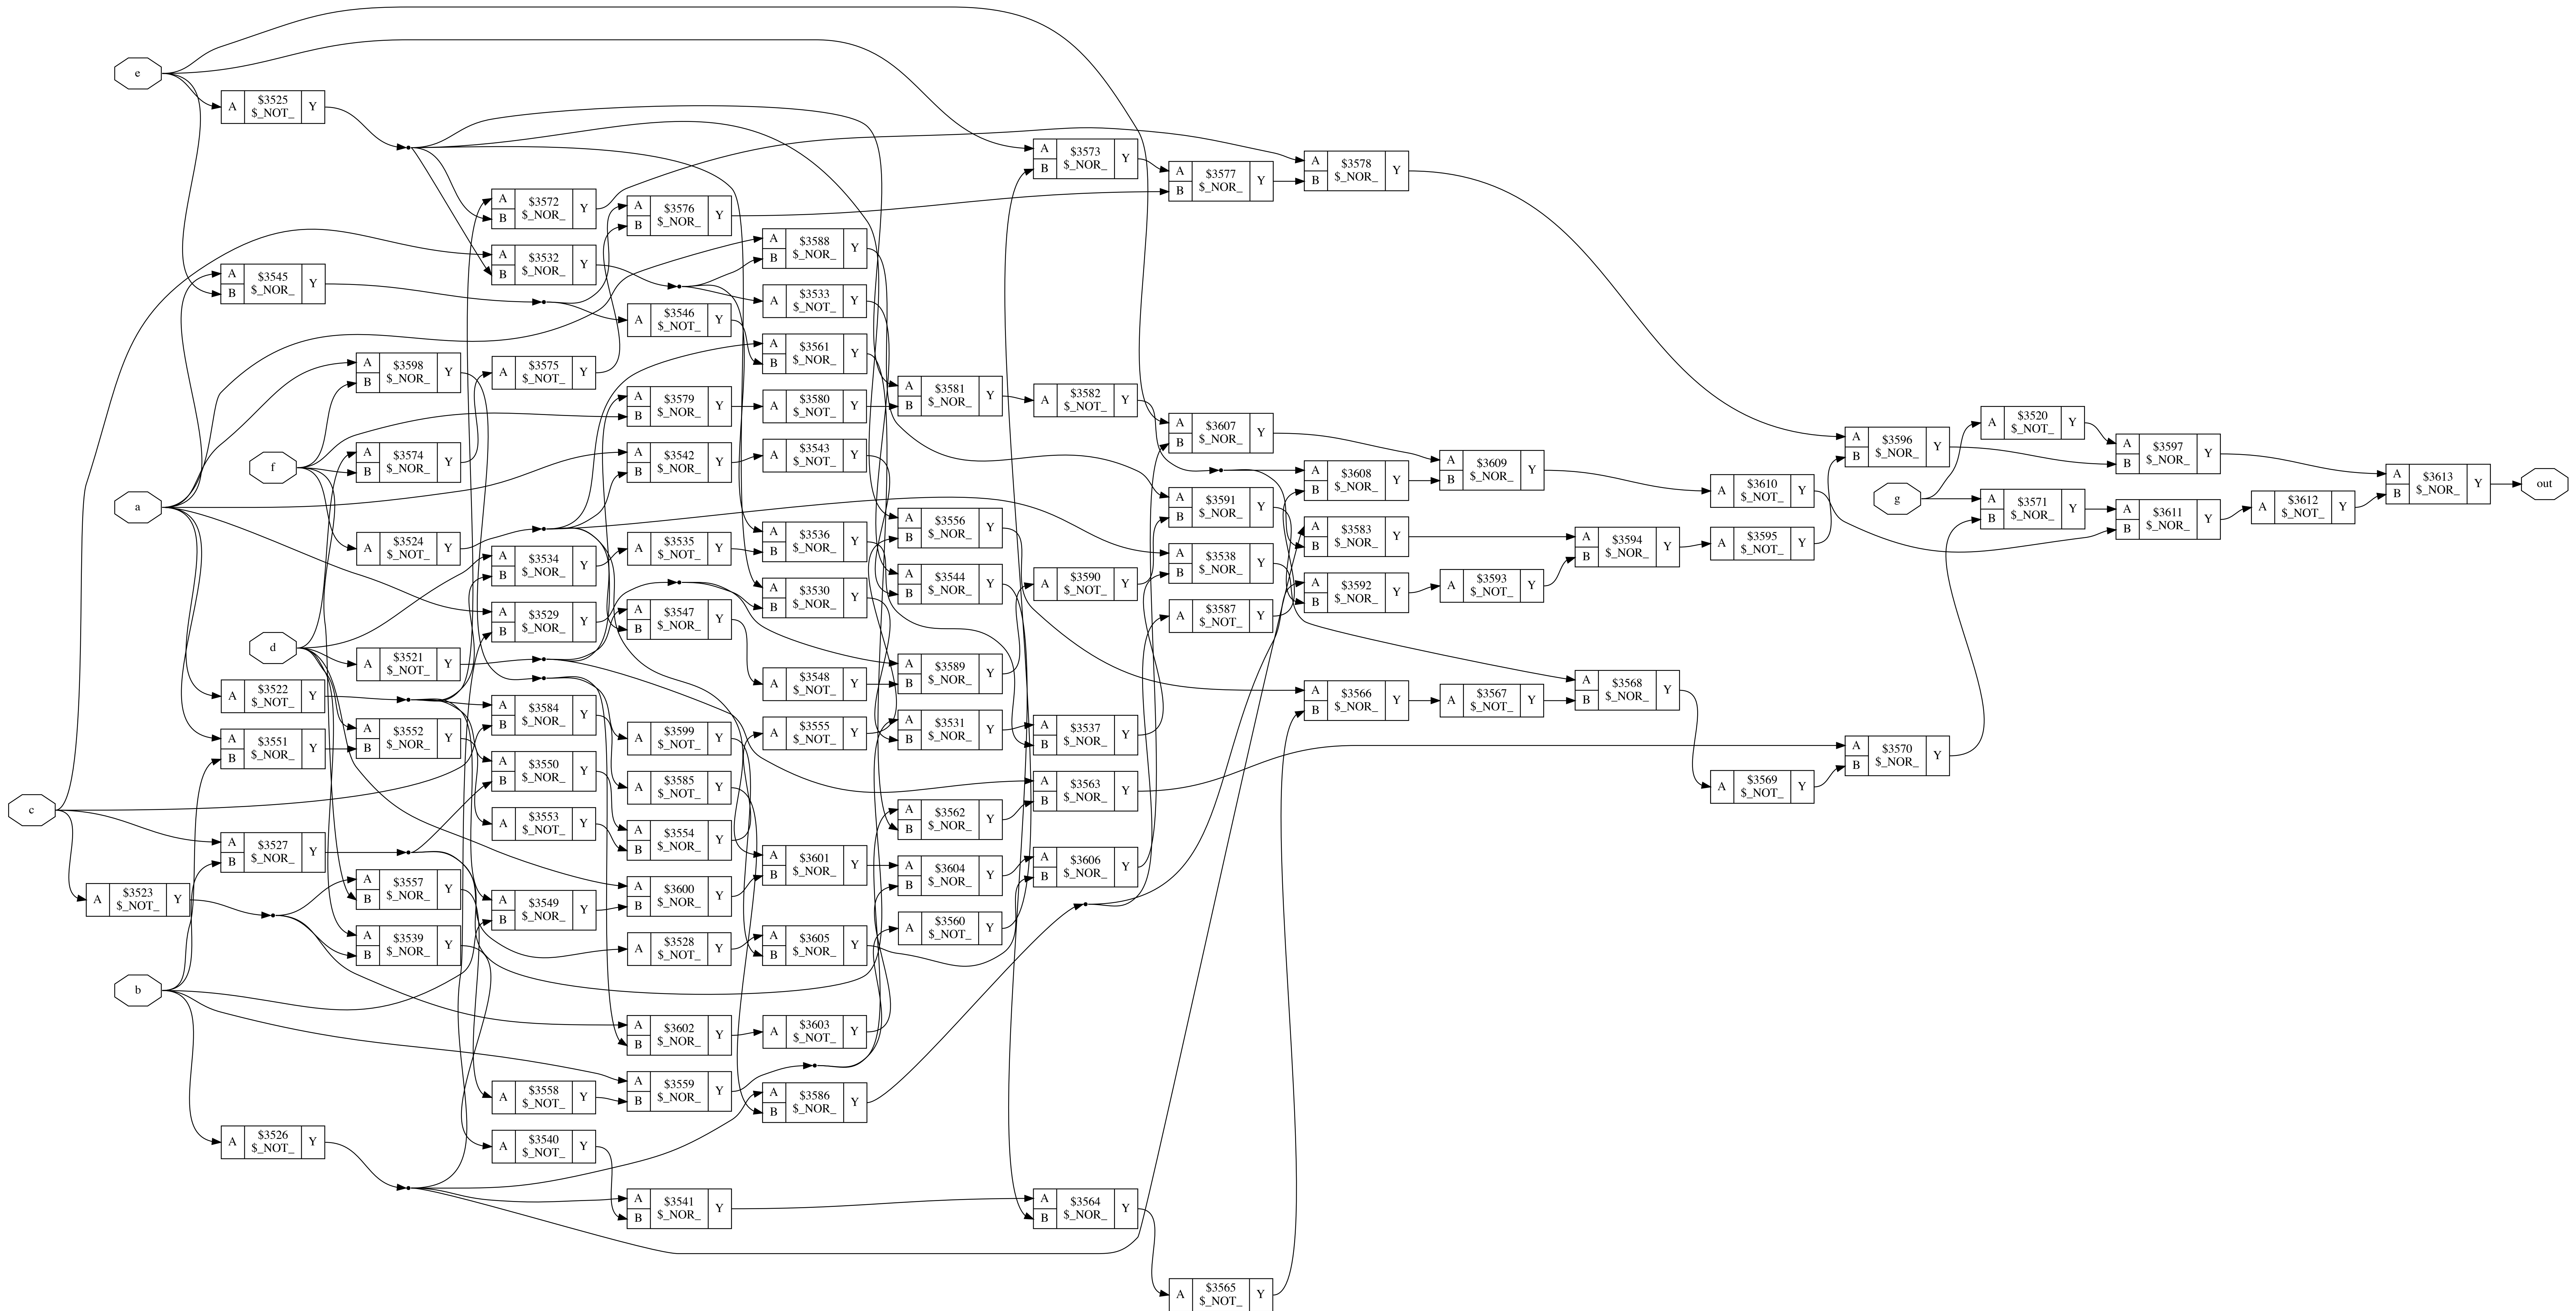 e
A $3525 Y
$_NOT_
A $3573 Y
B $_NOR_
A $3577 Y
B $_NOR_
A $3578 Y
B $_NOR_
A $3572 Y
B $_NOR_
A $3576 Y
B $_NOR_
A $3532 Y
B $_NOR_
A $3588 Y
B $_NOR_
A $3545 Y
B $_NOR_
A $3533 Y
$_NOT_
A $3546 Y
$_NOT_
A $3561 Y
B $_NOR_
A $3598 Y
B $_NOR_
A $3575 Y
$_NOT_
A $3579 Y
B $_NOR_
A $3580 Y
$_NOT_
A $3581 Y
B $_NOR_
A $3582 Y
$_NOT_
A $3607 Y
B $_NOR_
A $3596 Y
B $_NOR_
A $3520 Y
$_NOT_
A $3597 Y
B $_NOR_
f
A $3574 Y
B $_NOR_
A $3542 Y
B $_NOR_
A $3543 Y
$_NOT_
A $3608 Y
B $_NOR_
A $3609 Y
B $_NOR_
A $3610 Y
$_NOT_
g
A $3613 Y
B $_NOR_
out
a
A $3591 Y
B $_NOR_
A $3571 Y
B $_NOR_
A $3611 Y
B $_NOR_
A $3612 Y
$_NOT_
A $3524 Y
$_NOT_
A $3534 Y
B $_NOR_
A $3535 Y
$_NOT_
A $3536 Y
B $_NOR_
A $3556 Y
B $_NOR_
A $3538 Y
B $_NOR_
A $3583 Y
B $_NOR_
A $3594 Y
B $_NOR_
A $3595 Y
$_NOT_
A $3530 Y
B $_NOR_
A $3544 Y
B $_NOR_
A $3590 Y
$_NOT_
A $3592 Y
B $_NOR_
A $3593 Y
$_NOT_
A $3529 Y
B $_NOR_
A $3547 Y
B $_NOR_
A $3587 Y
$_NOT_
d
A $3521 Y
$_NOT_
A $3548 Y
$_NOT_
A $3589 Y
B $_NOR_
A $3522 Y
$_NOT_
A $3566 Y
B $_NOR_
A $3567 Y
$_NOT_
A $3568 Y
B $_NOR_
A $3551 Y
B $_NOR_
A $3552 Y
B $_NOR_
A $3584 Y
B $_NOR_
A $3599 Y
$_NOT_
A $3555 Y
$_NOT_
A $3531 Y
B $_NOR_
A $3537 Y
B $_NOR_
A $3570 Y
B $_NOR_
A $3550 Y
B $_NOR_
A $3585 Y
$_NOT_
A $3563 Y
B $_NOR_
A $3569 Y
$_NOT_
c
A $3553 Y
$_NOT_
A $3554 Y
B $_NOR_
A $3562 Y
B $_NOR_
A $3527 Y
B $_NOR_
A $3601 Y
B $_NOR_
A $3604 Y
B $_NOR_
A $3606 Y
B $_NOR_
A $3523 Y
$_NOT_
A $3557 Y
B $_NOR_
A $3549 Y
B $_NOR_
A $3600 Y
B $_NOR_
A $3560 Y
$_NOT_
A $3539 Y
B $_NOR_
A $3528 Y
$_NOT_
A $3605 Y
B $_NOR_
b
A $3602 Y
B $_NOR_
A $3603 Y
$_NOT_
A $3558 Y
$_NOT_
A $3559 Y
B $_NOR_
A $3586 Y
B $_NOR_
A $3526 Y
$_NOT_
A $3540 Y
$_NOT_
A $3541 Y
B $_NOR_
A $3564 Y
B $_NOR_
A $3565 Y
$_NOT_